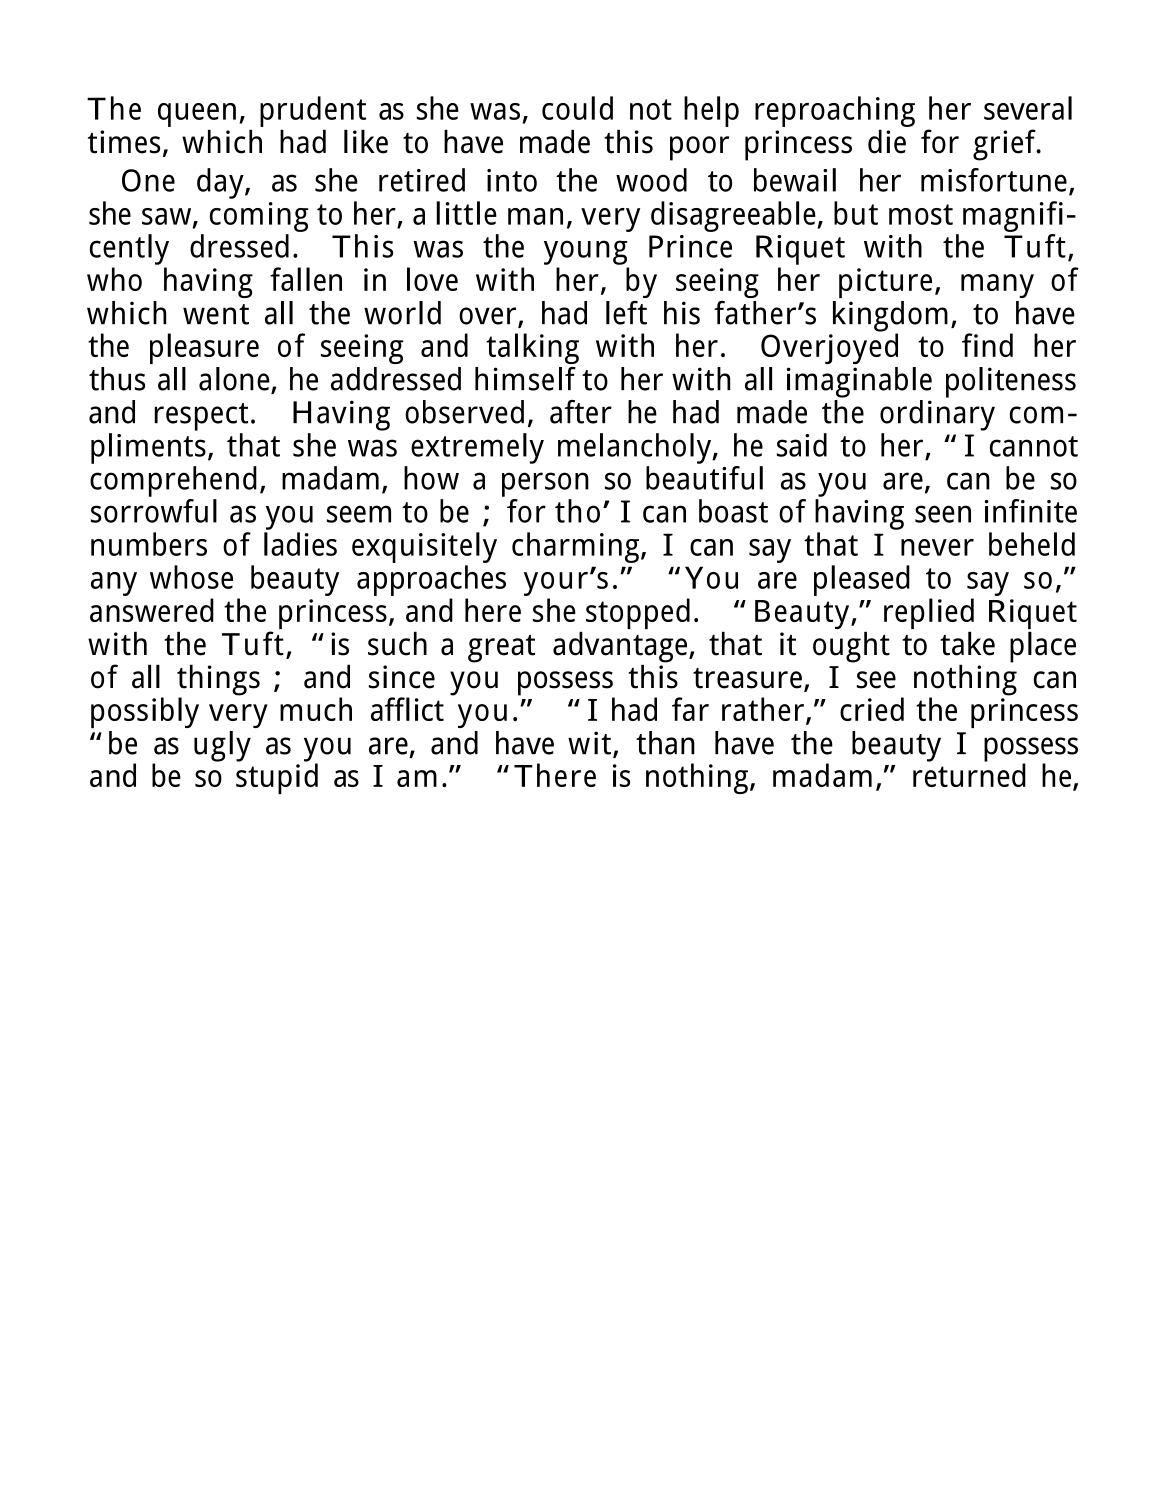 The queen, prudent as she was, could not help reproaching her several
times, which had like to have made this poor princess die for grief.
One day, as she retired into the wood to bewail her misfortune,
she saw, coming to her, a little man, very disagreeable, but most magnifi-
cently dressed. This was the young Prince Riquet with the Tuft,
who having fallen in love with her, by seeing her picture, many of
which went all the world over, had left his father’s kingdom, to have
the pleasure of seeing and talking with her. Overjoyed to find her
thus all alone, he addressed himself to her with all imaginable politeness
and respect. Having observed, after he had made the ordinary com-
pliments, that she was extremely melancholy, he said to her, “ I cannot
comprehend, madam, how a person so beautiful as you are, can be so
sorrowful as you seem to be ; for tho’ I can boast of having seen infinite
numbers of ladies exquisitely charming, I can say that I never beheld
any whose beauty approaches your’s.” “You are pleased to say so,”
answered the princess, and here she stopped. “ Beauty,” replied Riquet
with the Tuft, “ is such a great advantage, that it ought to take place
of all things ; and since you possess this treasure, I see nothing can
possibly very much afflict you.” “ I had far rather,” cried the princess
“ be as ugly as you are, and have wit, than have the beauty I possess
and be so stupid as I am.” “There is nothing, madam,” returned he,